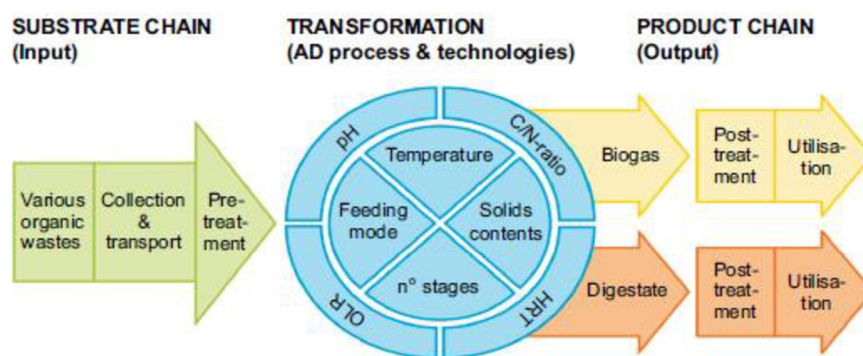 SUBSTRATE CHAIN
(Input)
TRANSFORMATION
(AD process & technologies)
PRODUCT CHAIN
(Output)
Various
organic
wastes
Collection
&
transport
Pre-
treat-
ment
pH
C/N-ratio
OLR
HRT
Temperature
Feeding
mode
Solids
contents
n° stages
Biogas
Post-
treat-
ment
Utilisa-
tion
Digestate
Post-
treat-
ment
Utilisa-
tion